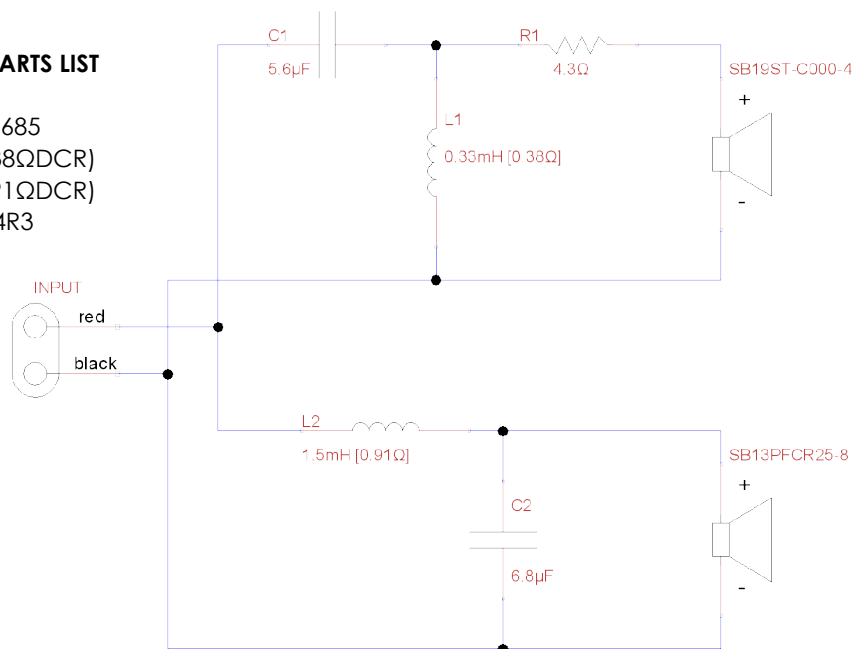 ARTS LIST
685
8ΩDCR)
1ΩDCR)
4R3
C1
5.6µF
R1
4.3Ω
SB19ST-C000-4
+
-
L1
0.33mH [0.38Ω]
INPUT
red
black
L2
1.5mH [0.91Ω]
C2
6.8µF
SB13PFCR25-8
+
-